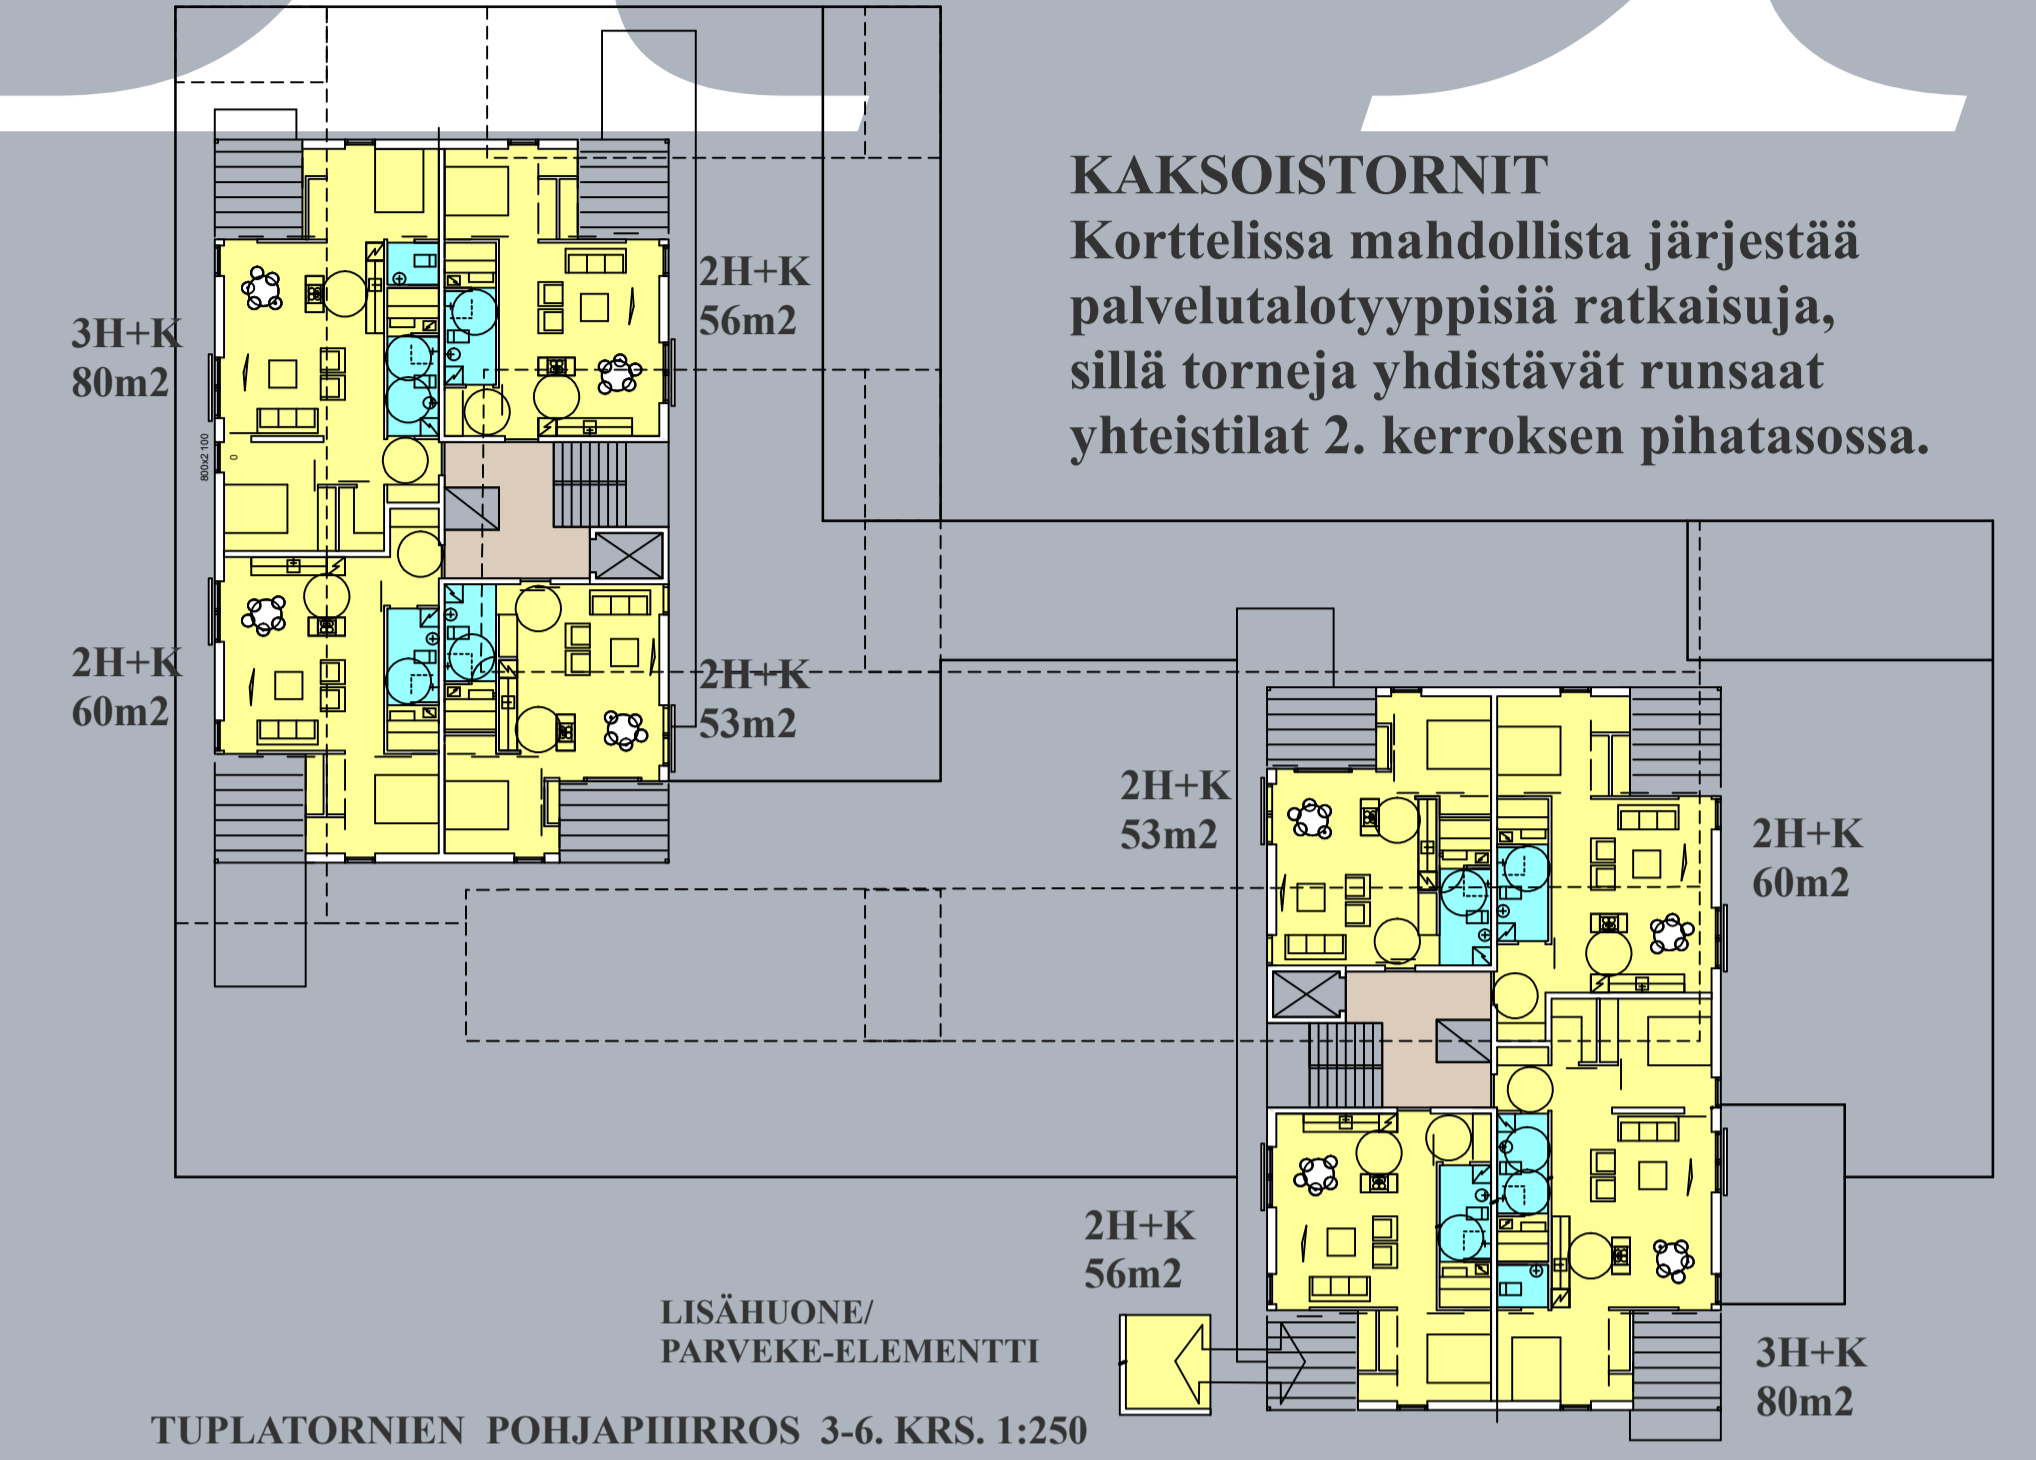 KAKSOISTORNIT
Korttelissa mahdollista järjestää
palvelutalotyyppisiä ratkaisuja,
sillä torneja yhdistävät runsaat
yhteistilat 2. kerroksen pihatasossa.
2H+K
56m2
3H+K
80m2
800x2100
0
2H+K
60m2
2H+K
53m2
2H+K
53m2
2H+K
60m2
2H+K
56m2
3H+K
80m2
LISÄHUONE/
PARVEKE-ELEMENTTI
TUPLATORNIEN POHJAPIIIRROS 3-6. KRS. 1:250